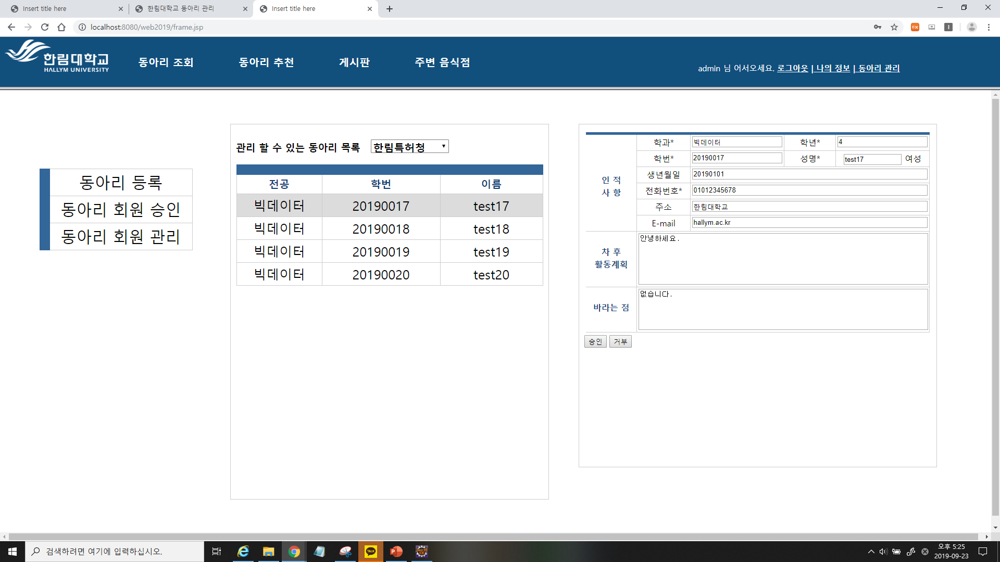 Insert title here
한림대학교 동아리 관리
Insert title here
localhost:8080/web2019/frame.jsp
한림대학교
HALLYM UNIVERSITY
동아리 조회 동아리 추천 게시판 주변 음식점
admin 님 어서오세요. 로그아웃 | 나의 정보 | 동아리 관리
동아리 등록
동아리 회원 승인
동아리 회원 관리
관리 할 수 있는 동아리 목록 한림특허청
전공 학번 이름
빅데이터 20190017 test17
빅데이터 20190018 test18
빅데이터 20190019 test19
빅데이터 20190020 test20
인 적
사 항
학과* 빅데이터 학년* 4
학번* 20190017 성명* test17 여성
생년월일 20190101
전화번호* 01012345678
주소 한림대학교
E-mail hallym.ac.kr
차 후
활동계획
안녕하세요.
바라는 점
없습니다.
승인 거부
검색하려면 여기에 입력하십시오.
TALK
오후 5:25
2019-09-23